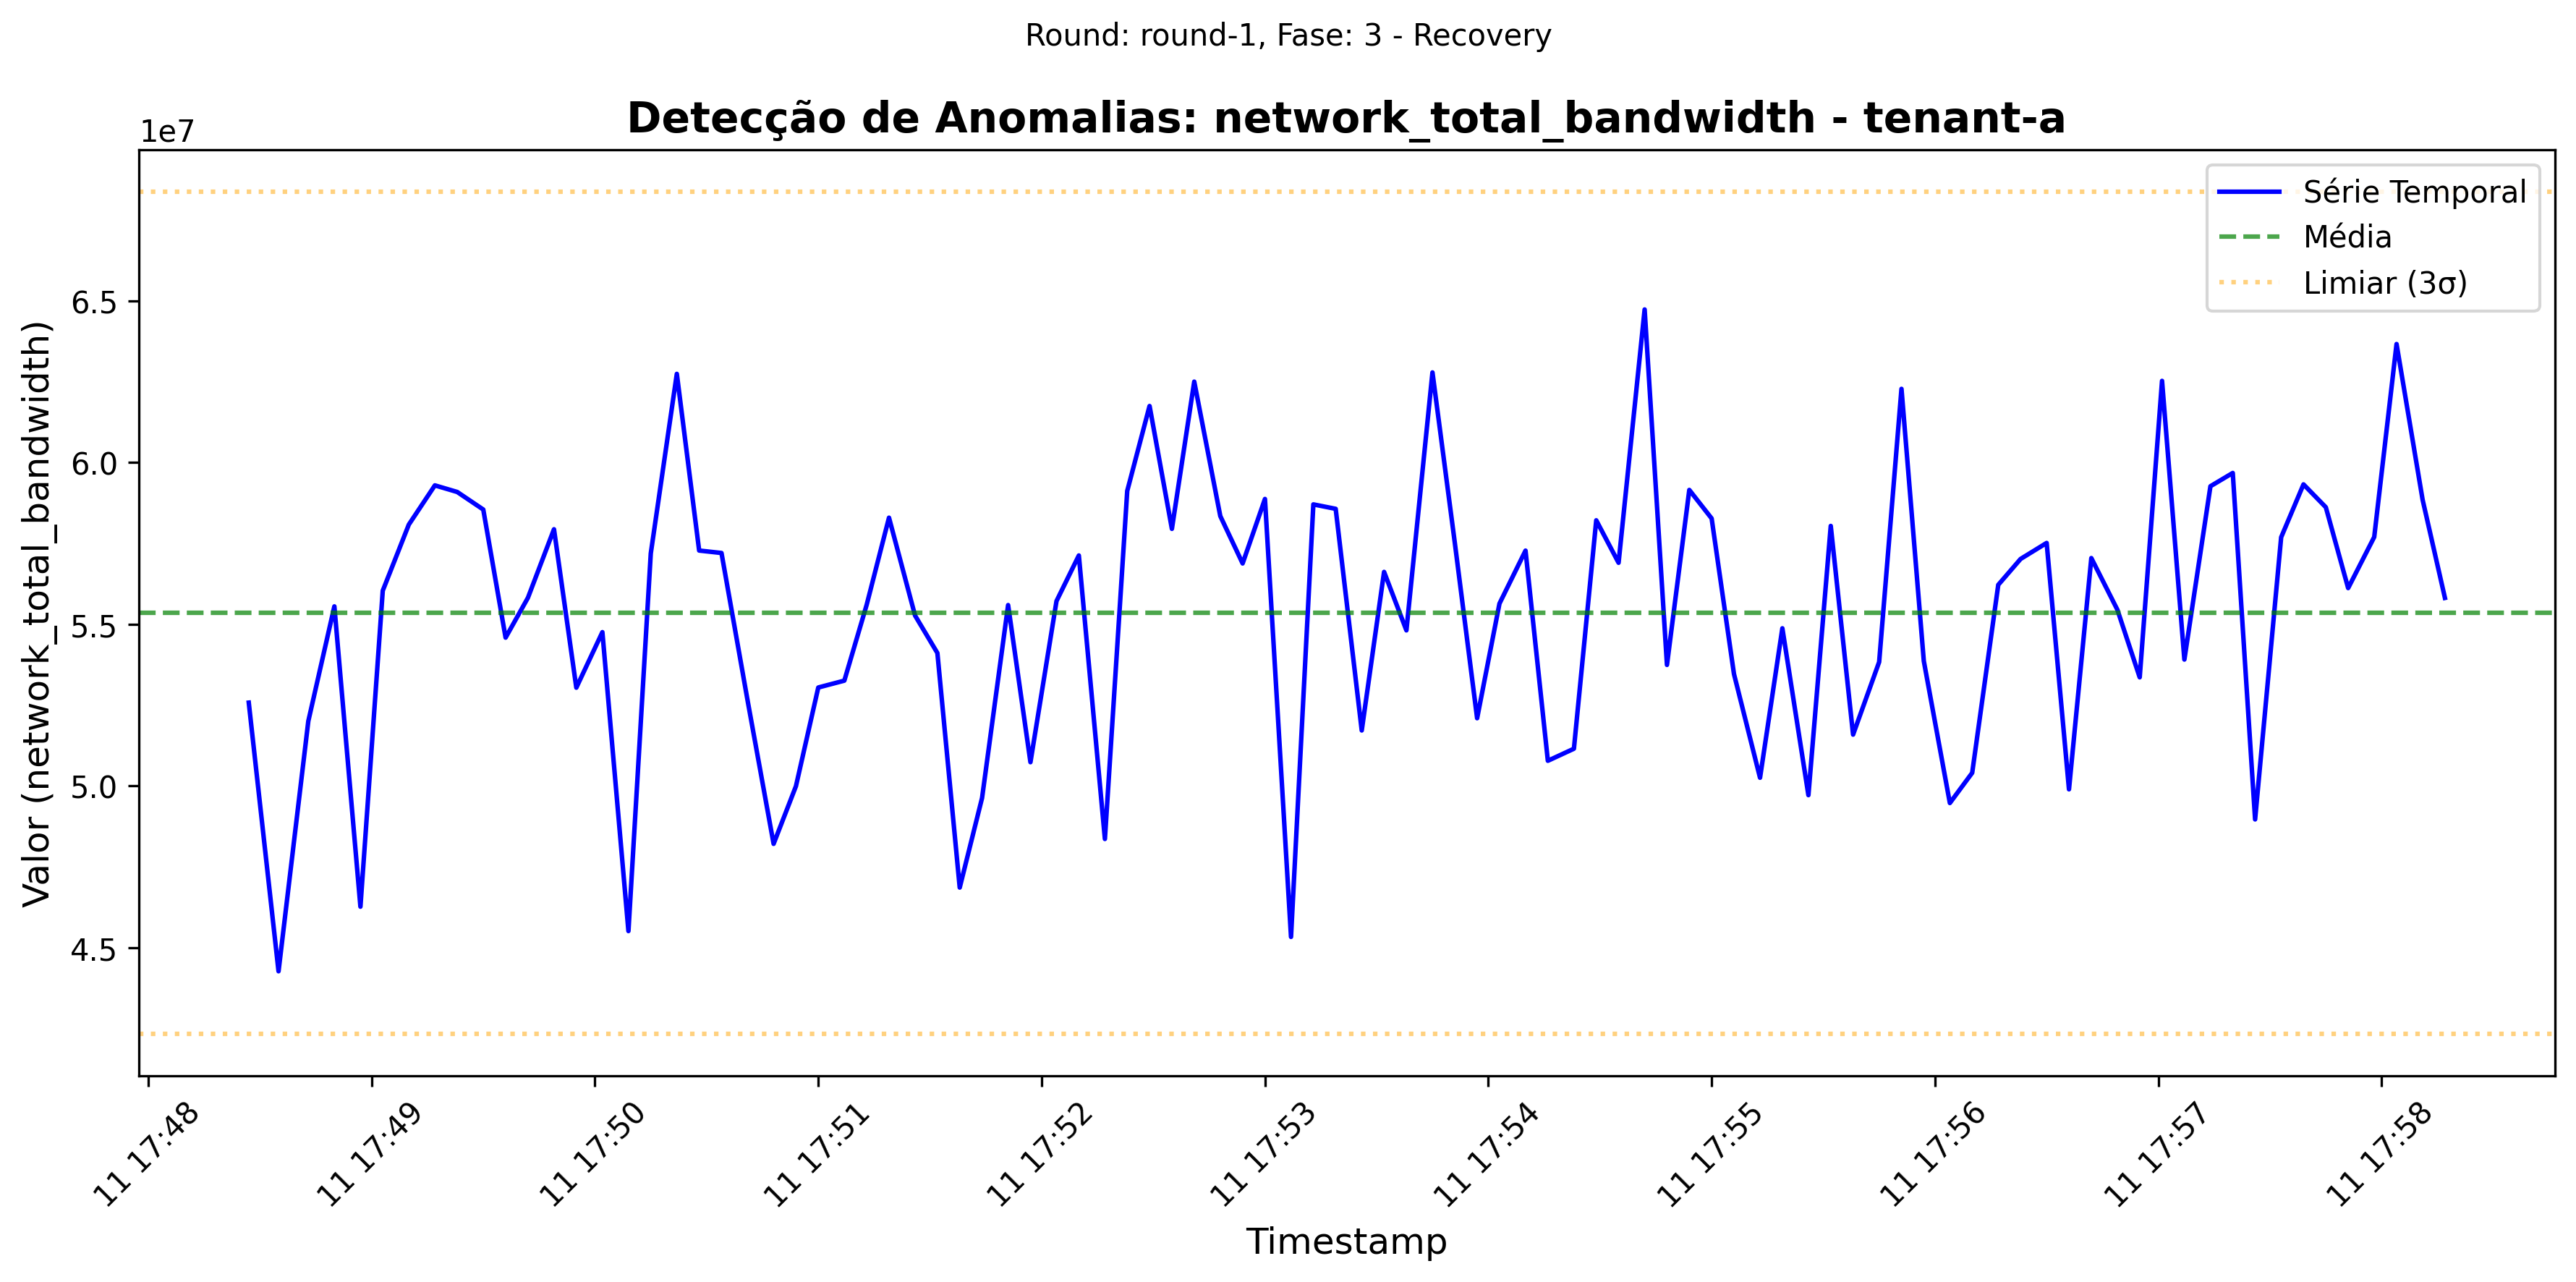 Round: round-1, Fase: 3 - Recovery
Detecção de Anomalias: network_total_bandwidth - tenant-a
1e7
Série Temporal
Média
Limiar (3σ)
Valor (network_total_bandwidth)
6.5
6.0
5.5
5.0
4.5
11 17:48
11 17:49
11 17:50
11 17:51
11 17:52
11 17:53
11 17:54
11 17:55
11 17:56
11 17:57
11 17:58
Timestamp